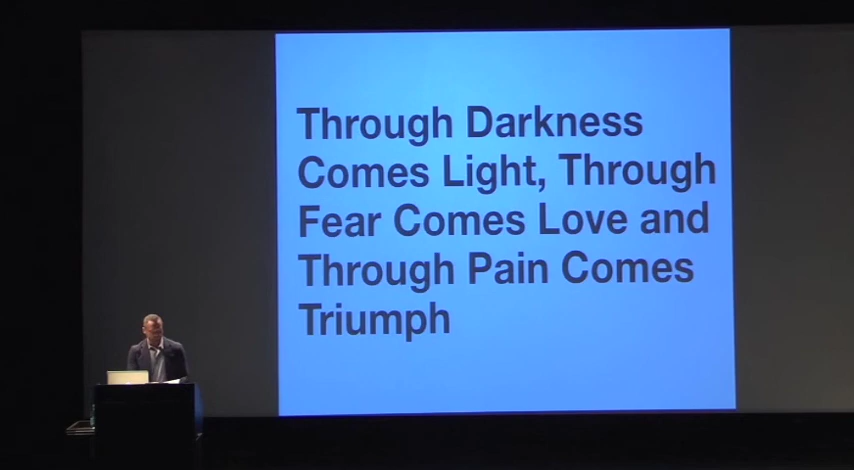 Through Darkness
Comes Light, Through
Fear Comes Love and
Through Pain Comes
Triumph